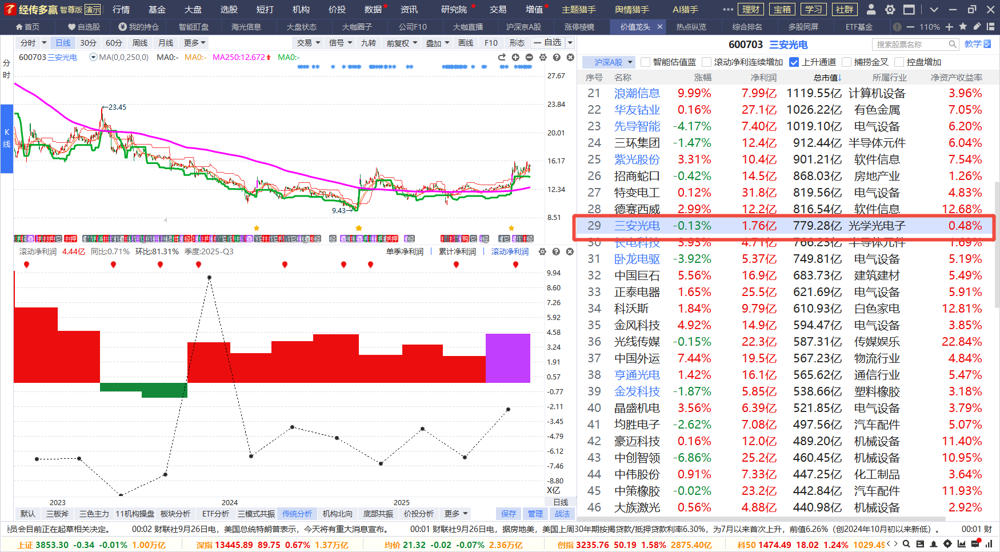 经传多赢 智尊版 演示 行情 基金 大盘 选股 短打 机构 价投 数据 资讯 研究院 交易 增值 主题猎手 舆情猎手 AI猎手 ••• 理财 宝箱 学习 社群
首页 自选股 我的持仓 智能盯盘 海光信息 大盘状态 大咖圈子 公司F10 大咖直播 沪深京A股 涨停棱镜 价值龙头 热点纵览 综合排名 多股同屏 ETF基金 110%
分时 日线 30分 60分 周线 月线 更多 交易 信号 九转 前复权 叠加 画线 F10 形态 自选
600703 三安光电
搜索股票名称 教学
分时
K线
600703 三安光电 MA(0,0,250,0) MA0:- MA0:- MA250:12.672 MA0:-
沪深A股 智能估值蓝 滚动净利连续增加 上升通道 捕捞金叉 控盘增加
27.67
23.84
20.01
16.17
12.34
8.51
←23.45
9.43→
序号 名称 涨幅 净利润 总市值↓ 所属行业 净资产收益率
21 浪潮信息 9.99% 7.99亿 1119.55亿 计算机设备 3.96%
22 华友钴业 0.16% 27.1亿 1026.22亿 有色金属 7.05%
23 先导智能 -4.17% 7.40亿 1019.10亿 电气设备 6.20%
24 三环集团 -1.47% 12.4亿 912.44亿 半导体元件 6.04%
25 紫光股份 3.31% 10.4亿 901.21亿 软件信息 7.54%
26 招商蛇口 -0.42% 14.5亿 868.03亿 房地产业 1.26%
27 特变电工 0.12% 31.8亿 819.56亿 电气设备 4.83%
28 德赛西威 2.99% 12.2亿 816.54亿 软件信息 12.68%
29 三安光电 -0.13% 1.76亿 779.28亿 光学光电子 0.48%
30 长电科技 3.93% 4.71亿 766.23亿 半导体元件 1.69%
31 卧龙电驱 -3.92% 5.37亿 749.81亿 电气设备 5.19%
32 中国巨石 5.56% 16.9亿 683.73亿 建筑建材 5.49%
33 正泰电器 1.65% 25.5亿 621.69亿 电气设备 5.91%
34 科沃斯 1.84% 9.79亿 610.93亿 白色家电 12.81%
35 金风科技 4.92% 14.9亿 594.47亿 电气设备 3.85%
36 光线传媒 -0.15% 22.3亿 587.31亿 传媒娱乐 22.84%
37 中国外运 7.44% 19.5亿 567.23亿 物流行业 4.84%
38 亨通光电 1.42% 16.1亿 565.62亿 通信行业 5.47%
39 金发科技 -1.87% 5.85亿 538.66亿 塑料橡胶 3.18%
40 晶盛机电 3.56% 6.39亿 521.85亿 电气设备 3.79%
41 均胜电子 -2.62% 7.08亿 497.56亿 汽车配件 5.07%
42 豪迈科技 0.16% 12.0亿 489.20亿 机械设备 11.40%
43 中创智领 -6.86% 25.2亿 460.45亿 机械设备 10.95%
44 中伟股份 0.91% 7.33亿 447.25亿 化工制品 3.64%
45 中策橡胶 -0.02% 23.2亿 442.84亿 汽车配件 11.93%
46 大族激光 0.56% 4.88亿 440.98亿 机械设备 2.92%
滚动净利润 4.44亿 同比:0.71% 环比:81.31% 季度:2025-Q3 单季净利润 累计净利润 滚动净利润
9.94
8.60
7.26
5.92
4.58
3.24
1.91
0.57
-0.77
-2.11
-3.45
-4.79
-6.12
-7.46
-8.80
X亿
2023 2024 2025 日线
默认 三板斧 三色主力 11机构操盘 板块分析 ETF分析 三模式共振 传统分析 机构北向 底部共振 价投分析 更多 保存 管理 战法
员会目前正在起草相关决定。 00:02 财联社9月26日电，美国总统特朗普表示，今天将有重大消息宣布。 00:01 财联社9月26日电，据房地美，美国上周30年期按揭贷款/抵押贷款利率6.30%，为7月以来首次上升，前值6.26%（创2024年10月初以来新低）。 00:01 财
上证 3853.30 -0.34 -0.01% 1.00万亿 深指 13445.89 89.75 0.67% 1.37万亿 均价 21.32 -0.02 -0.07% 2.36万亿 创指 3235.76 50.19 1.58% 2875.40亿 科50 1474.49 18.02 1.24% 1029.49